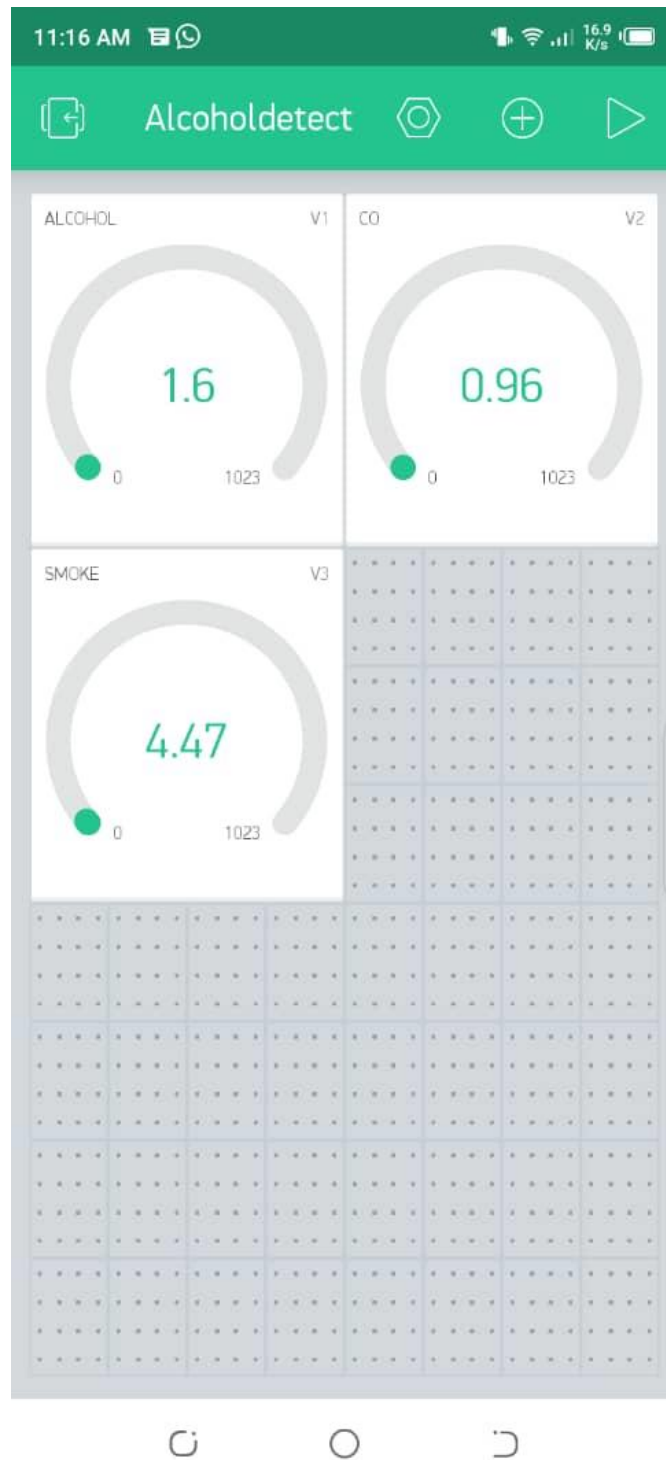 11:16 AM 16.9 K/s
Alcoholdetect
ALCOHOL V1
1.6
0 1023
CO V2
0.96
0 1023
SMOKE V3
4.47
0 1023